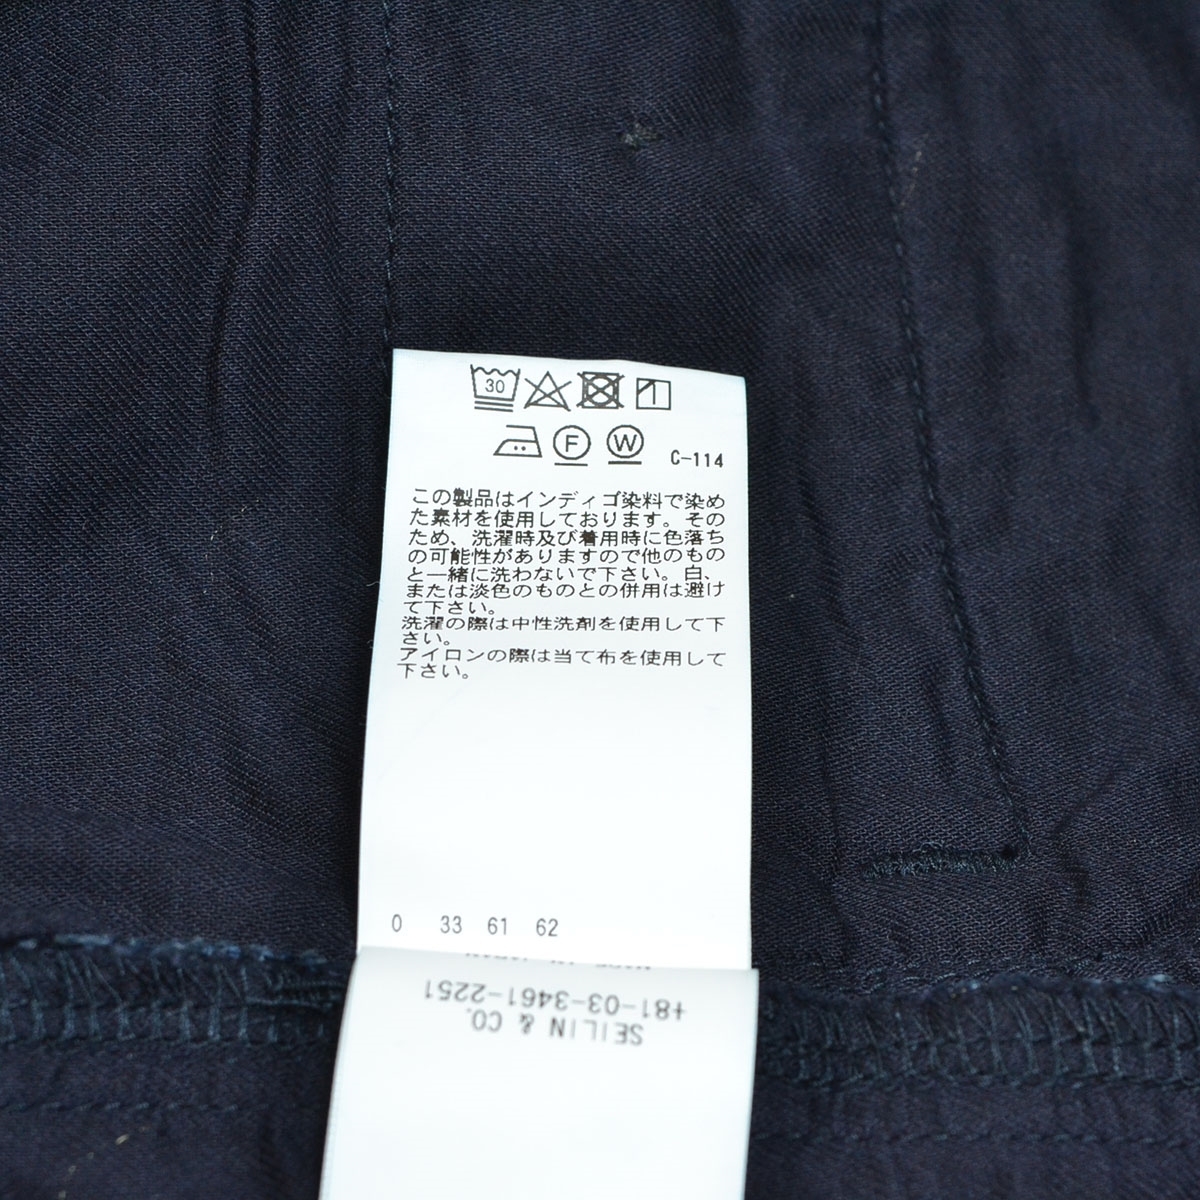 30
F W C-114
この製品はインディゴ染料で染め
た素材を使用しております。その
ため、洗濯時及び着用時に色落ち
の可能性がありますので他のもの
と一緒に洗わないで下さい。白、
または淡色のものとの併用は避け
て下さい。
洗濯の際は中性洗剤を使用して下
さい。
アイロンの際は当て布を使用して
下さい。
0 33 61 62
+81-03-3461-2251
SEILIN & CO.